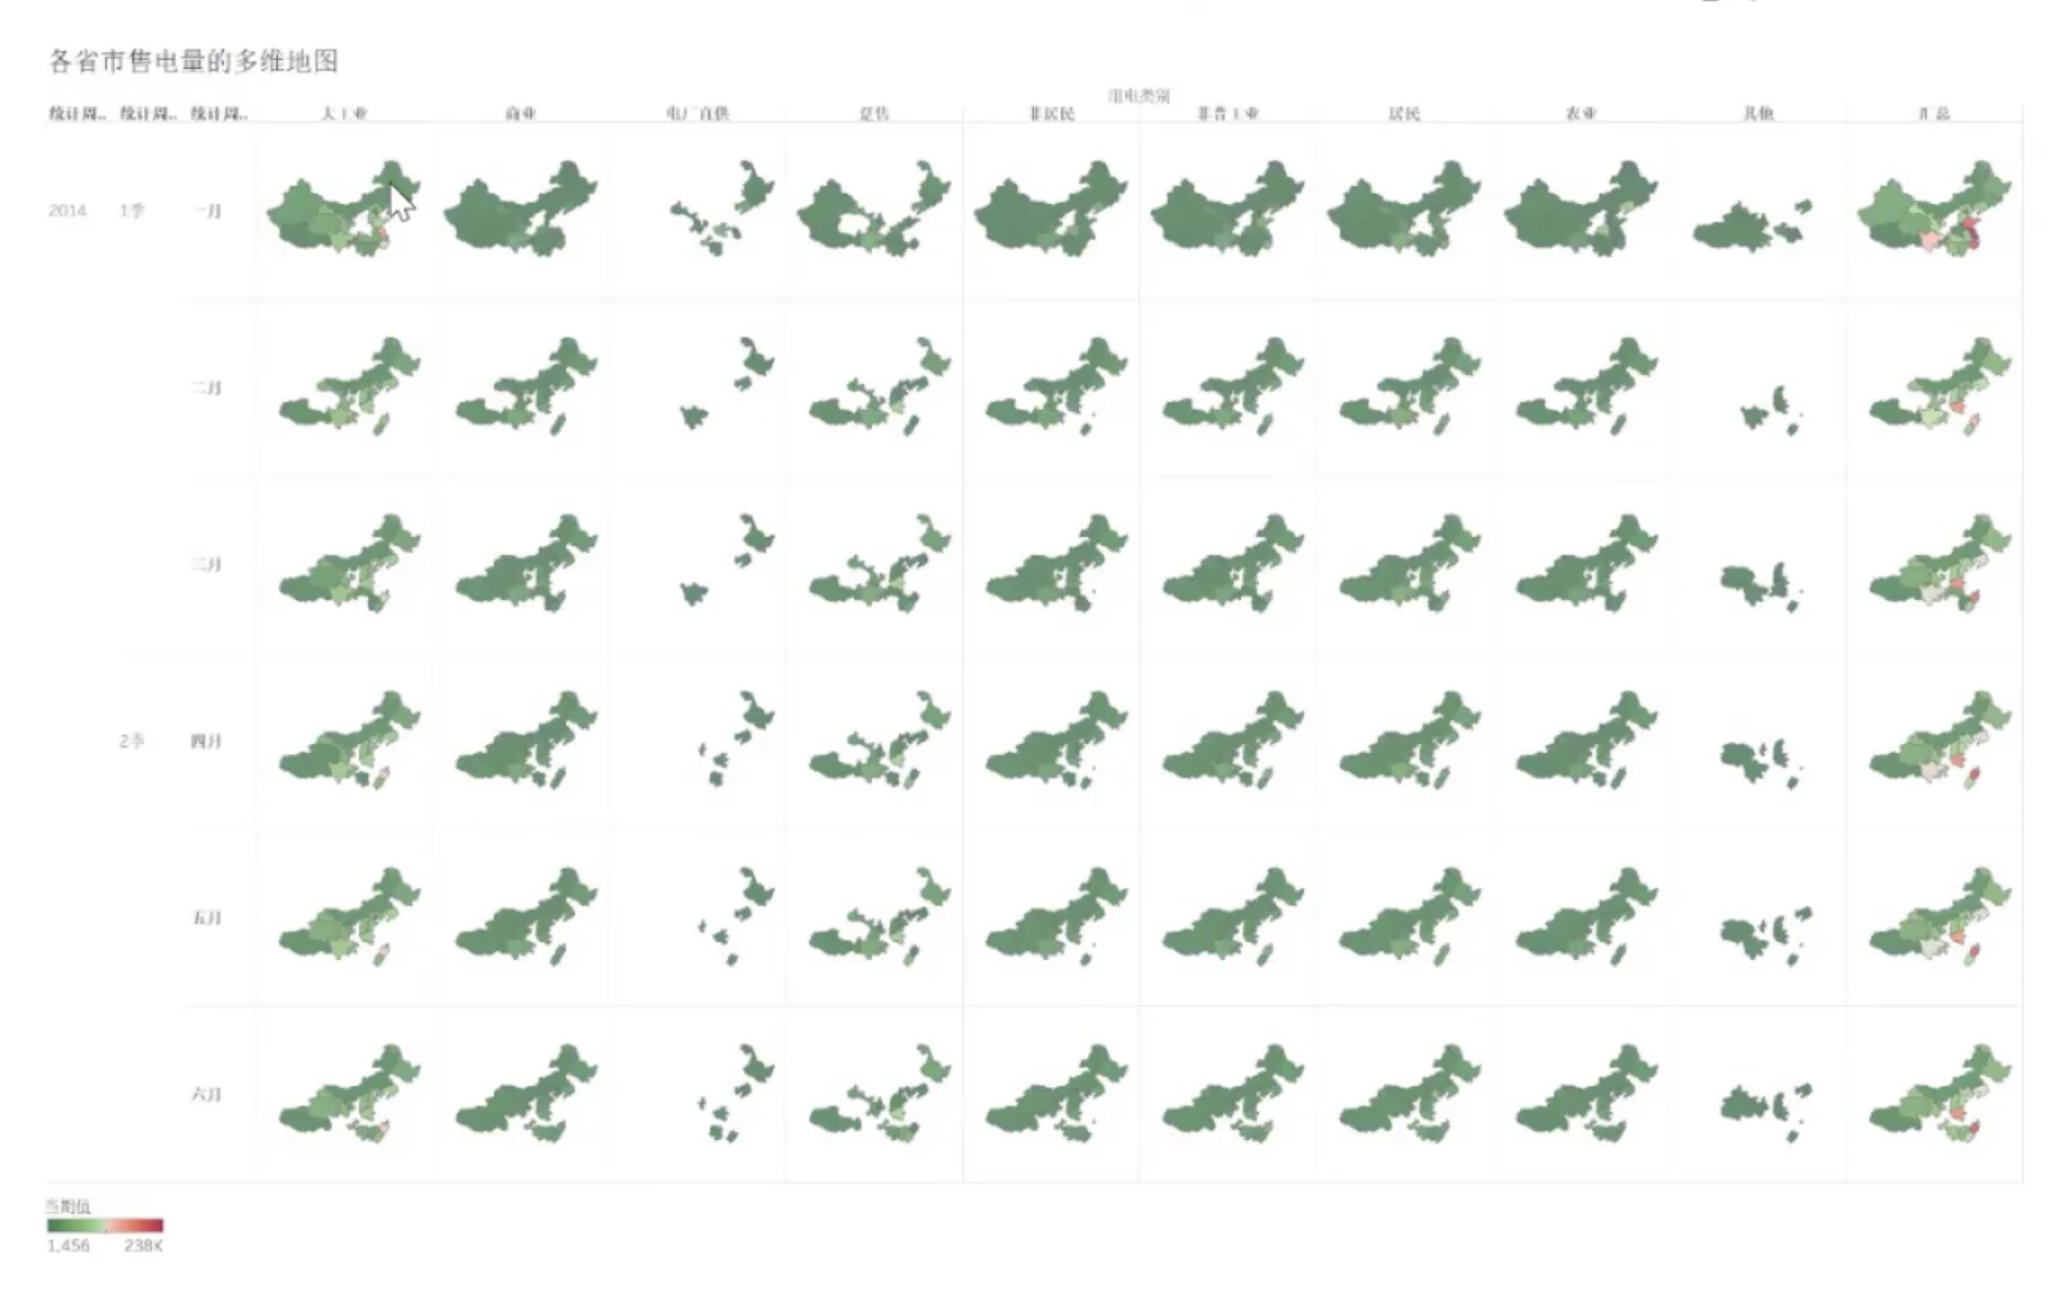 各省市售电量的多维地图
用电类别
统计周.. 统计周.. 统计周.. 大工业 商业 电厂直供 趸售 非居民 非普工业 居民 农业 其他 汇总
2014 1季 一月
二月
三月
2季 四月
五月
六月
当期值
1,456 238K